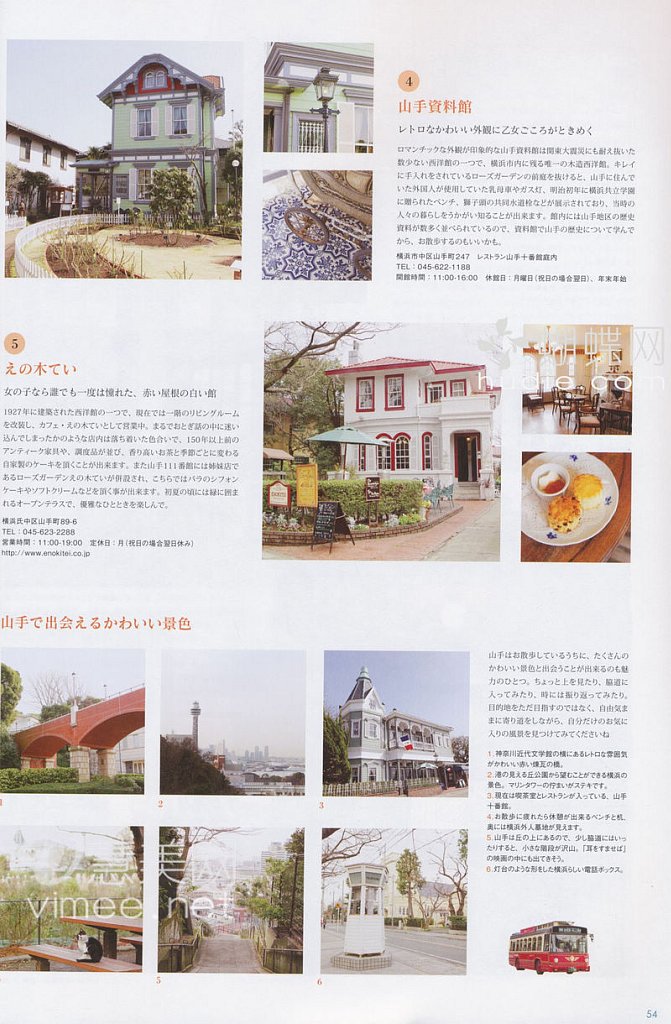 4
山手資料館
レトロなかわいい外観に乙女ごころがときめく
ロマンチックな外観が印象的な山手資料館は関東大震災にも耐え抜いた
数少ない西洋館の一つで、横浜市内に残る唯一の木造西洋館。キレイ
に手入れをされているローズガーデンの前庭を抜けると、山手に住んで
いた外国人が使用していた乳母車やガス灯、明治初年に横浜共立学園
に贈られたベンチ、獅子頭の共同水道栓などが展示されており、当時の
人々の暮らしをうかがい知ることが出来ます。館内には山手地区の歴史
資料が数多く並べられているので、資料館で山手の歴史について学んで
から、お散歩するのもいいかも。
横浜市中区山手町247 レストラン山手十番館庭内
TEL:045-622-1188
開館時間:11:00-16:00 休館日:月曜日(祝日の場合翌日)、年末年始
5
えの木てい
女の子なら誰でも一度は憧れた、赤い屋根の白い館
1927年に建築された西洋館の一つで、現在では一階のリビングルーム
を改装し、カフェ・えの木ていとして営業中。まるでおとぎ話の中に迷い
込んでしまったかのような店内は落ち着いた色合いで、150年以上前の
アンティーク家具や、調度品が並び、香り高いお茶と季節ごとに変わる
自家製のケーキを頂くことが出来ます。また山手111番館には姉妹店で
あるローズガーデンえの木ていが併設され、こちらではバラのシフォン
ケーキやソフトクリームなどを頂く事が出来ます。初夏の頃には緑に囲ま
れるオープンテラスで、優雅なひとときを楽しんで。
横浜氏中区山手町89-6
TEL:045-623-2288
営業時間:11:00-19:00 定休日:月(祝日の場合翌日休み)
http://www.enokitei.co.jp
蝴蝶网
hudie.com
山手で出会えるかわいい景色
山手はお散歩しているうちに、たくさんの
かわいい景色と出会うことが出来るのも魅
力のひとつ。ちょっと上を見たり、脇道に
入ってみたり、時には振り返ってみたり。
目的地をただ目指すのではなく、自由気ま
まに寄り道をしながら、自分だけのお気に
入りの風景を見つけてみてくださいね
1.神奈川近代文学館の横にあるレトロな雰囲気
がかわいい赤い煉瓦の橋。
2.港の見える丘公園から望むことができる横浜の
景色。マリンタワーの佇まいがステキです。
3.現在は喫茶室とレストランが入っている、山手
十番館。
4.お散歩に疲れたら休憩が出来るベンチと机、
奥には横浜外人墓地が見えます。
5.山手は丘の上にあるので、少し脇道にはいっ
たりすると、小さな階段が沢山。「耳をすませば」
の映画の中にも出てきそう。
6.灯台のような形をした横浜らしい電話ボックス。
1
2
3
5
6
vimee.net
54